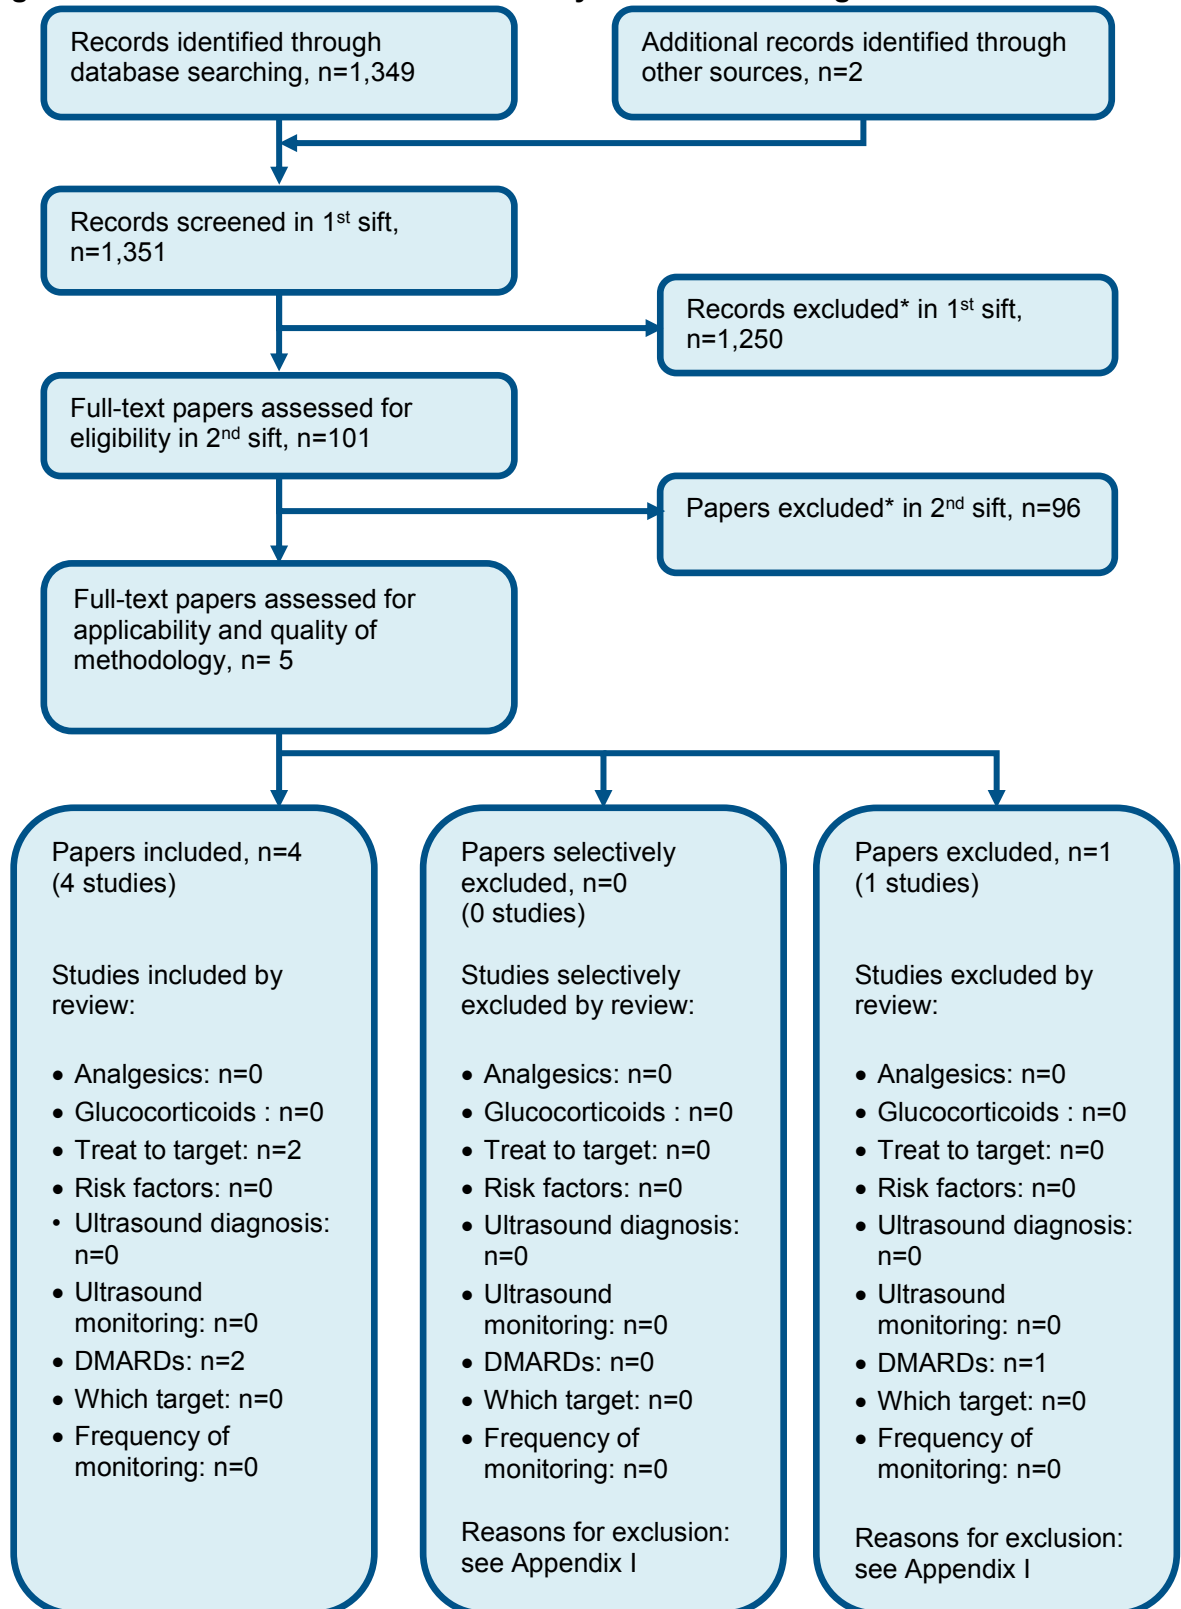 Records identified through
database searching, n=1,349
Additional records identified through
other sources, n=2
Records screened in 1st sift,
n=1,351
Records excluded* in 1st sift,
n=1,250
Full-text papers assessed for
eligibility in 2nd sift, n=101
Papers excluded* in 2nd sift, n=96
Full-text papers assessed for
applicability and quality of
methodology, n= 5
Papers included, n=4
(4 studies)
Studies included by
review:
• Analgesics: n=0
• Glucocorticoids : n=0
• Treat to target: n=2
• Risk factors: n=0
• Ultrasound diagnosis:
n=0
• Ultrasound
monitoring: n=0
• DMARDs: n=2
• Which target: n=0
• Frequency of
monitoring: n=0
Papers selectively
excluded, n=0
(0 studies)
Studies selectively
excluded by review:
• Analgesics: n=0
• Glucocorticoids : n=0
• Treat to target: n=0
• Risk factors: n=0
• Ultrasound diagnosis:
n=0
• Ultrasound
monitoring: n=0
• DMARDs: n=0
• Which target: n=0
• Frequency of
monitoring: n=0
Reasons for exclusion:
see Appendix I
Papers excluded, n=1
(1 studies)
Studies excluded by
review:
• Analgesics: n=0
• Glucocorticoids : n=0
• Treat to target: n=0
• Risk factors: n=0
• Ultrasound diagnosis:
n=0
• Ultrasound
monitoring: n=0
• DMARDs: n=1
• Which target: n=0
• Frequency of
monitoring: n=0
Reasons for exclusion:
see Appendix I